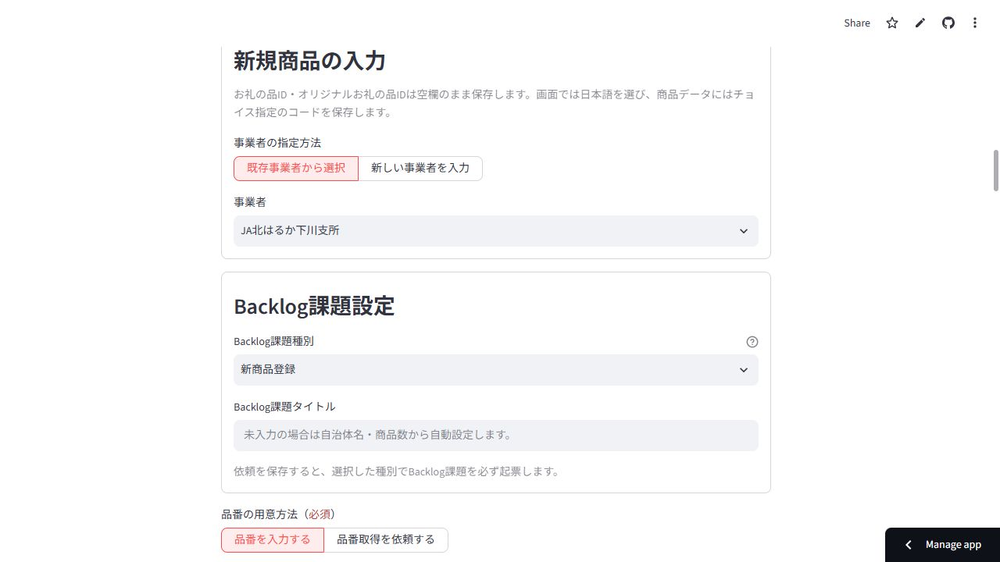 Share
新規商品の入力
お礼の品ID・オリジナルお礼の品IDは空欄のまま保存します。画面では日本語を選び、商品データにはチョ
イス指定のコードを保存します。
事業者の指定方法
既存事業者から選択 新しい事業者を入力
事業者
JA北はるか下川支所
Backlog課題設定
Backlog課題種別
新商品登録
Backlog課題タイトル
未入力の場合は自治体名・商品数から自動設定します。
依頼を保存すると、選択した種別でBacklog課題を必ず起票します。
品番の用意方法（必須）
品番を入力する 品番取得を依頼する
Manage app